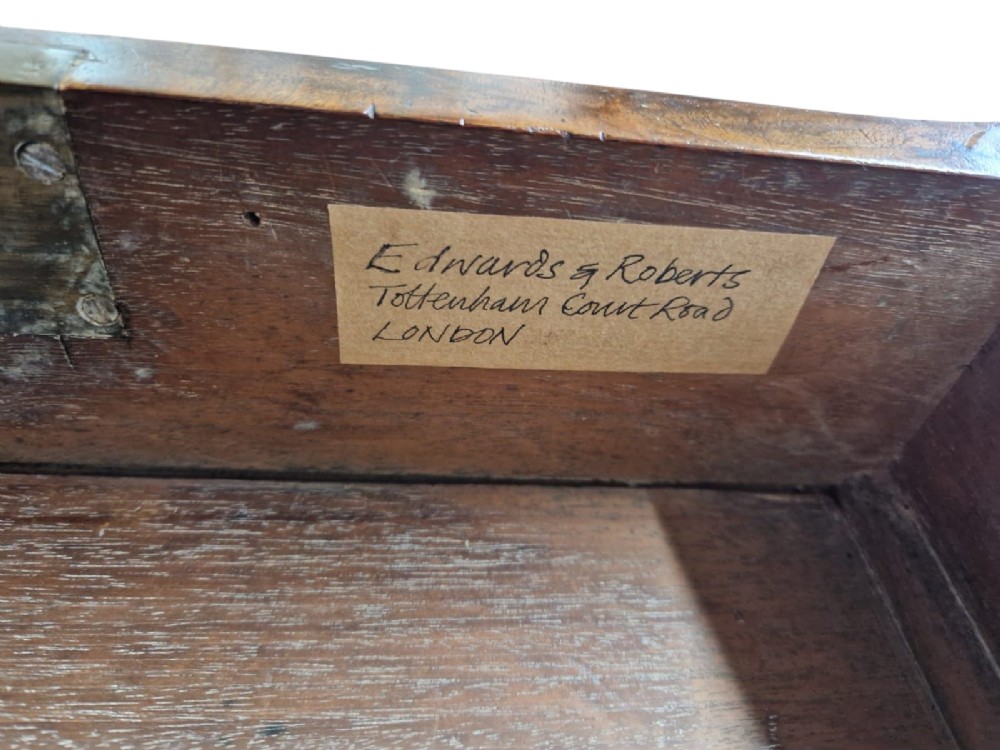 Edwards & Roberts
Tottenham Court Road
LONDON